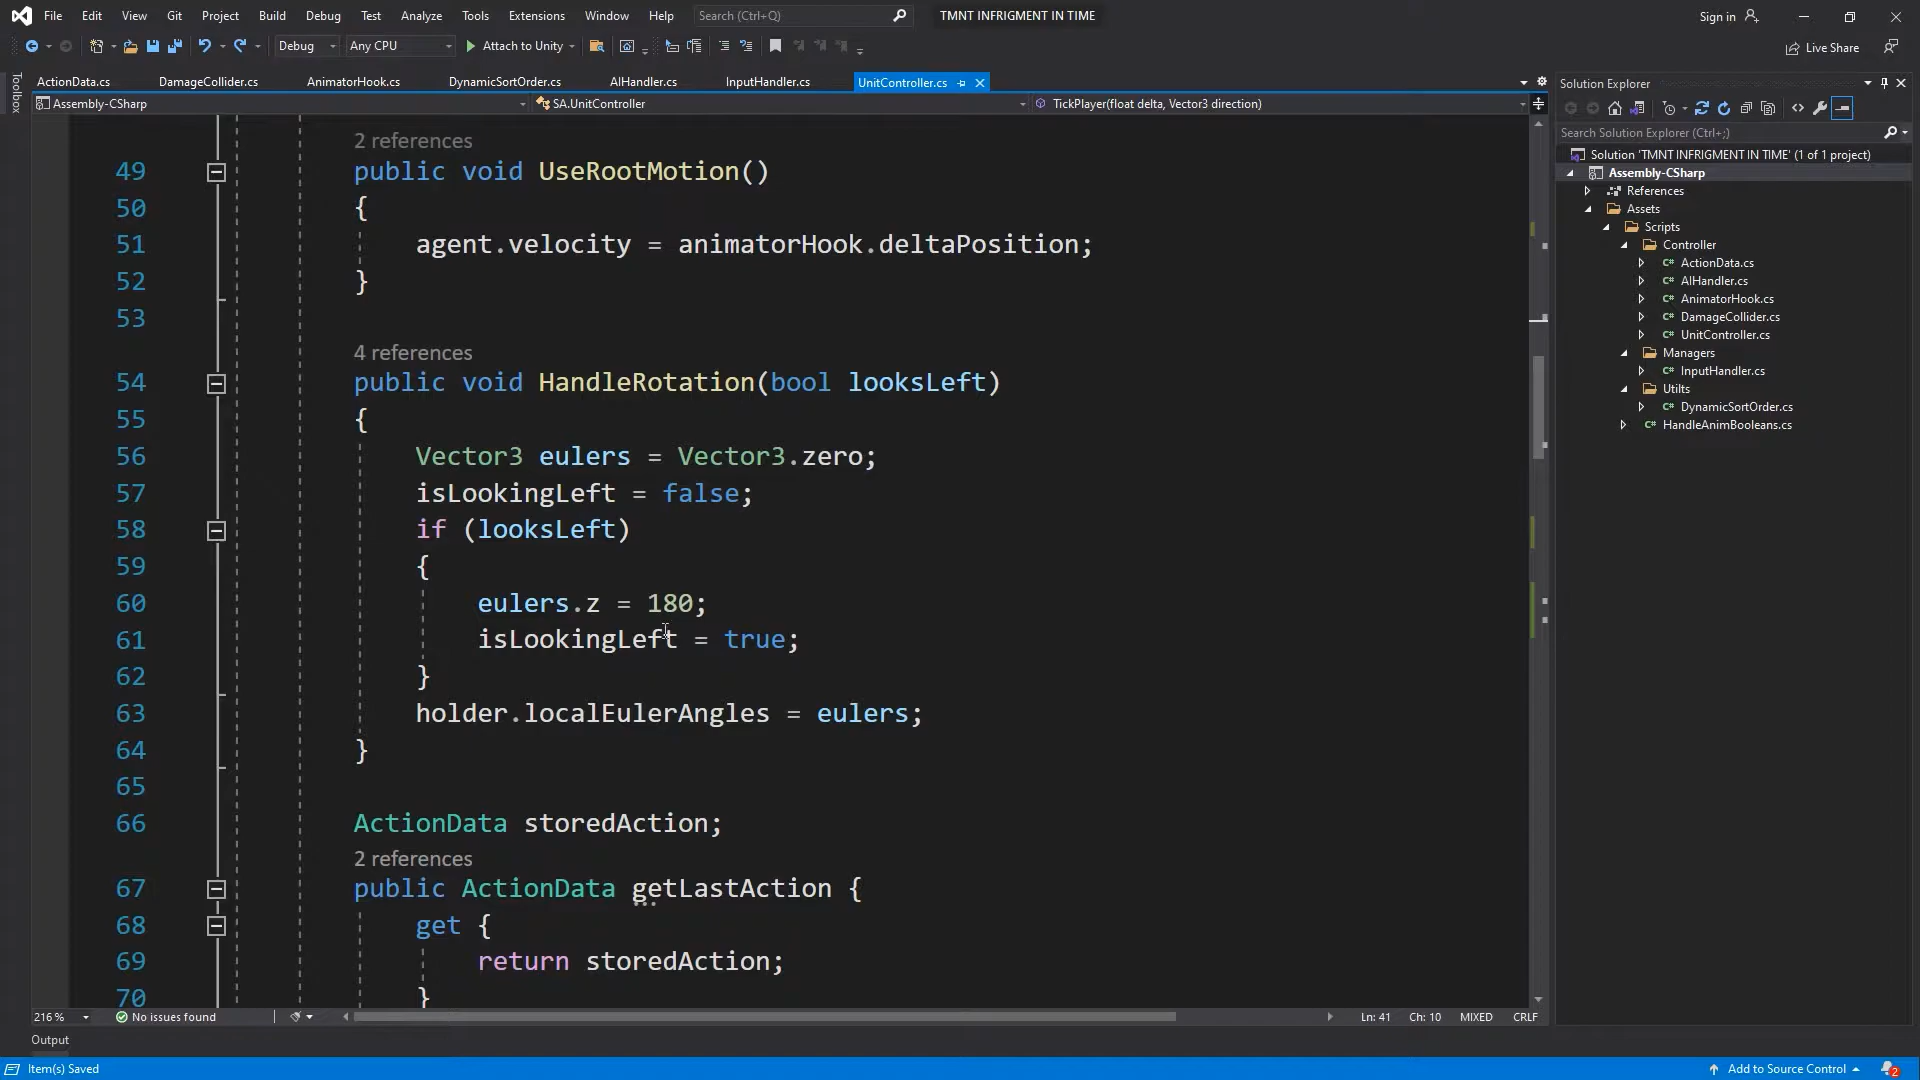 File Edit View Git Project Build Debug Test Analyze Tools Extensions Window Help Search (Ctrl+Q) TMNT INFRIGMENT IN TIME Sign in
Debug Any CPU Attach to Unity Live Share
Toolbox
ActionData.cs DamageCollider.cs AnimatorHook.cs DynamicSortOrder.cs AIHandler.cs InputHandler.cs UnitController.cs
Assembly-CSharp SA.UnitController TickPlayer(float delta, Vector3 direction)
2 references
49 public void UseRootMotion()
50 {
51 agent.velocity = animatorHook.deltaPosition;
52 }
53
4 references
54 public void HandleRotation(bool looksLeft)
55 {
56 Vector3 eulers = Vector3.zero;
57 isLookingLeft = false;
58 if (looksLeft)
59 {
60 eulers.z = 180;
61 isLookingLeft = true;
62 }
63 holder.localEulerAngles = eulers;
64 }
65
66 ActionData storedAction;
2 references
67 public ActionData getLastAction {
68 get {
69 return storedAction;
70 }
216 % No issues found Ln: 41 Ch: 10 MIXED CRLF
Output
Item(s) Saved Add to Source Control 2
Solution Explorer
Search Solution Explorer (Ctrl+;)
Solution 'TMNT INFRIGMENT IN TIME' (1 of 1 project)
Assembly-CSharp
References
Assets
Scripts
Controller
C# ActionData.cs
C# AIHandler.cs
C# AnimatorHook.cs
C# DamageCollider.cs
C# UnitController.cs
Managers
C# InputHandler.cs
Utilts
C# DynamicSortOrder.cs
C# HandleAnimBooleans.cs